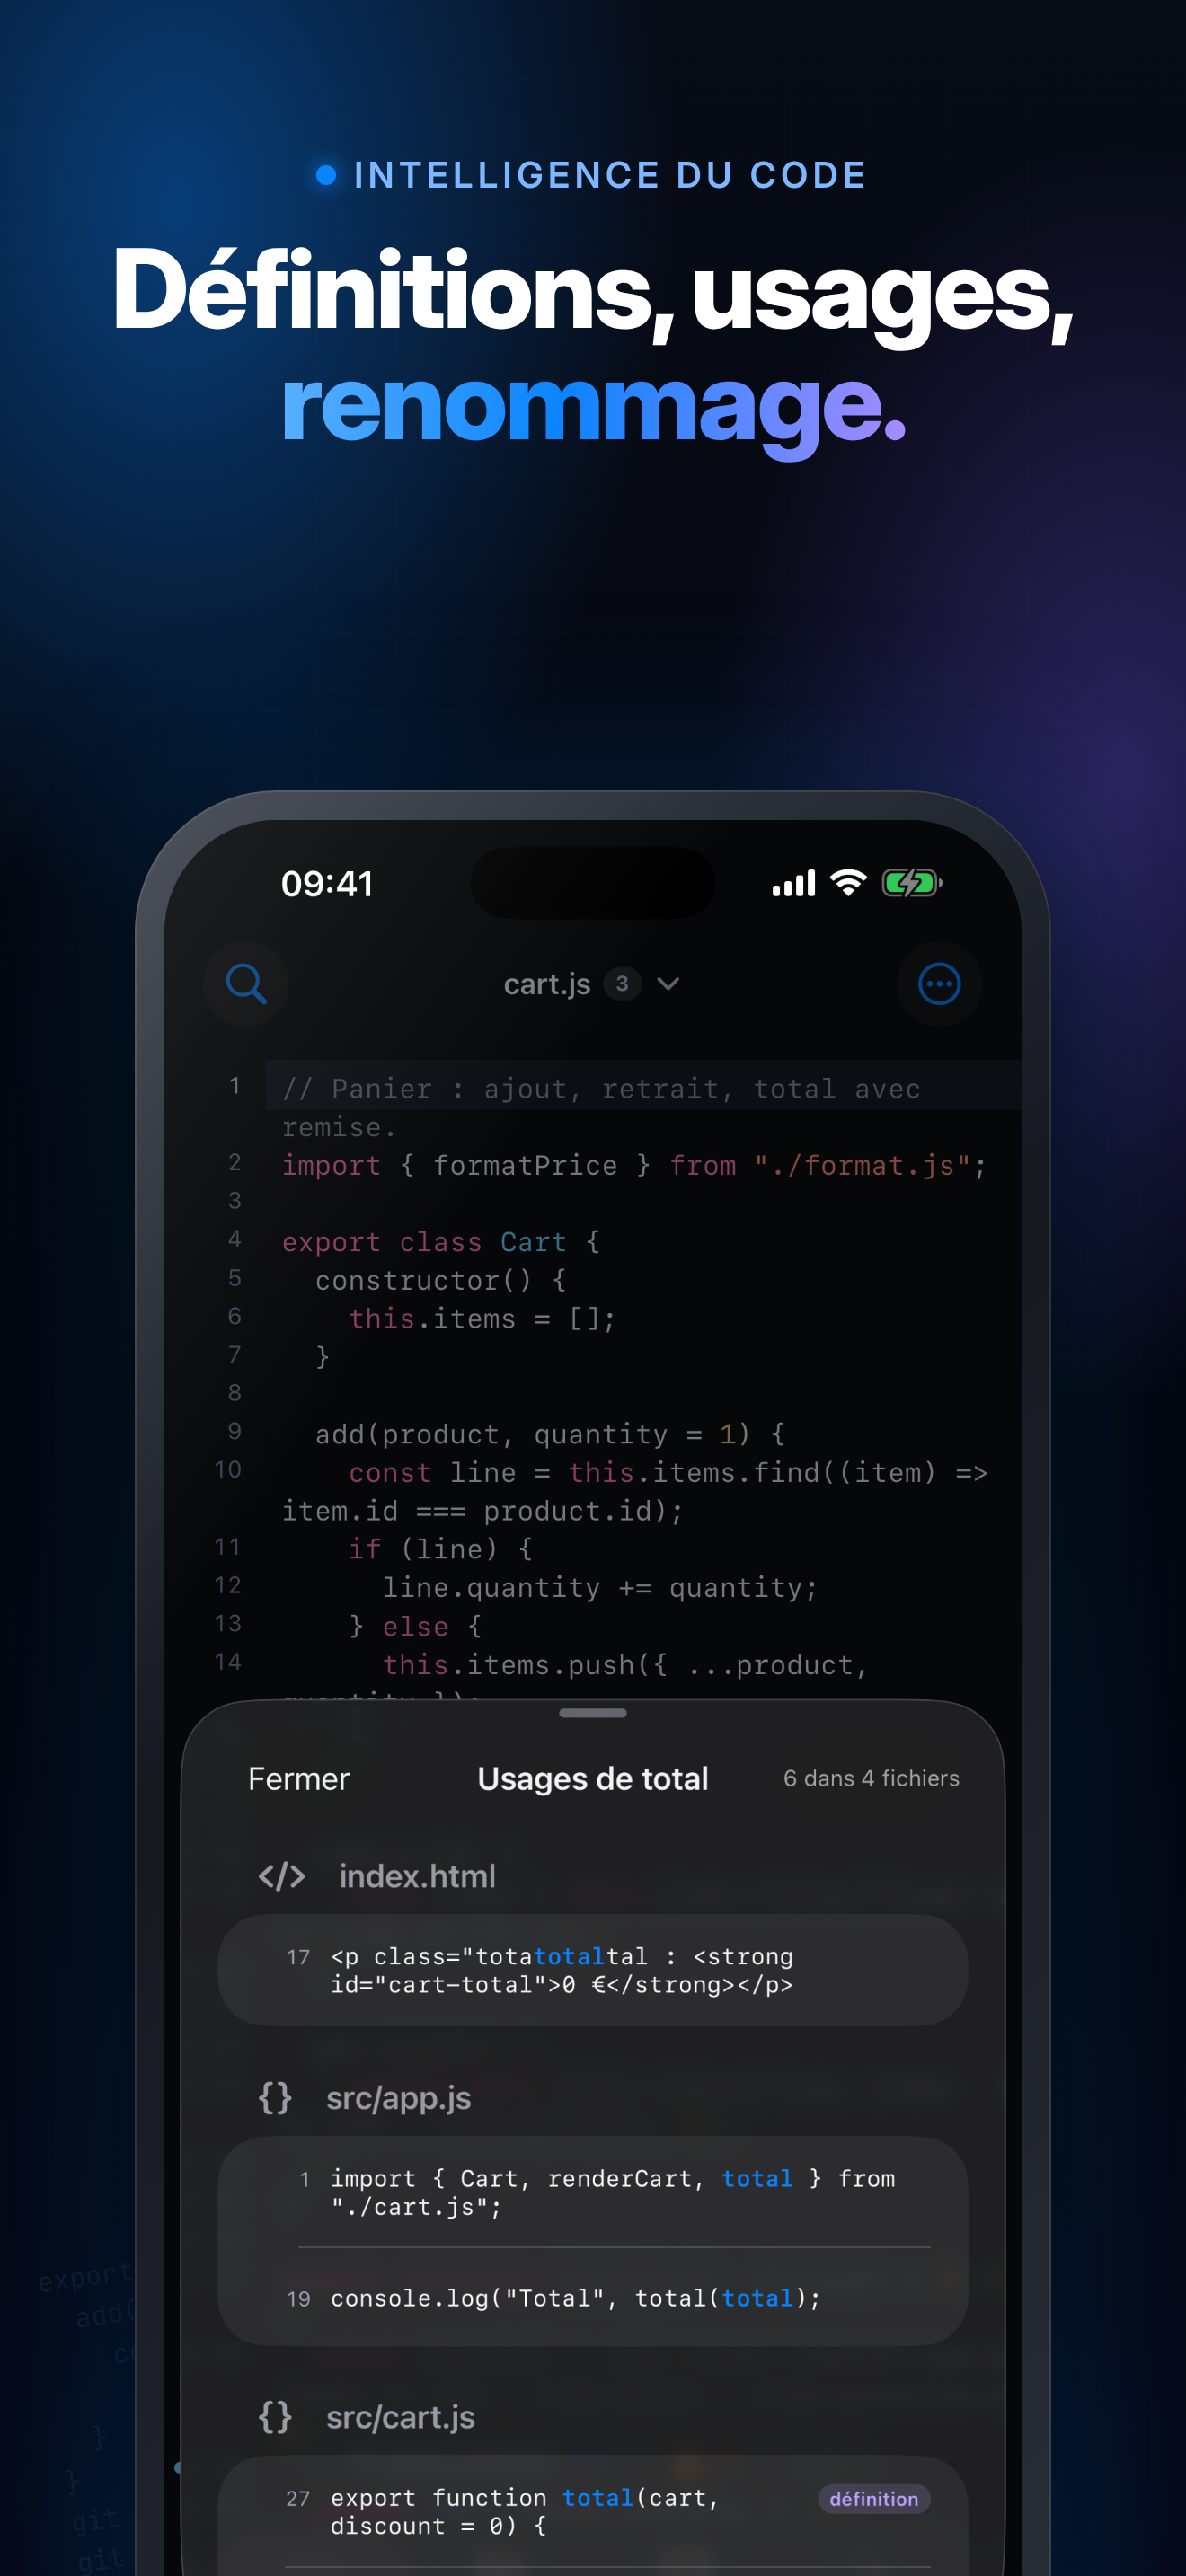 INTELLIGENCE DU CODE
Définitions, usages,
renommage.
09:41
cart.js 3
1 // Panier : ajout, retrait, total avec
remise.
2 import { formatPrice } from "./format.js";
3
4 export class Cart {
5 constructor() {
6 this.items = [];
7 }
8
9 add(product, quantity = 1) {
10 const line = this.items.find((item) =>
item.id === product.id);
11 if (line) {
12 line.quantity += quantity;
13 } else {
14 this.items.push({ ...product,
quantity });
Fermer Usages de total 6 dans 4 fichiers
</> index.html
17 <p class="totatotaltal : <strong
id="cart-total">0 €</strong></p>
{} src/app.js
1 import { Cart, renderCart, total } from
"./cart.js";
19 console.log("Total", total(total);
{} src/cart.js
27 export function total(cart, définition
discount = 0) {
export
add(
}
}
git
git